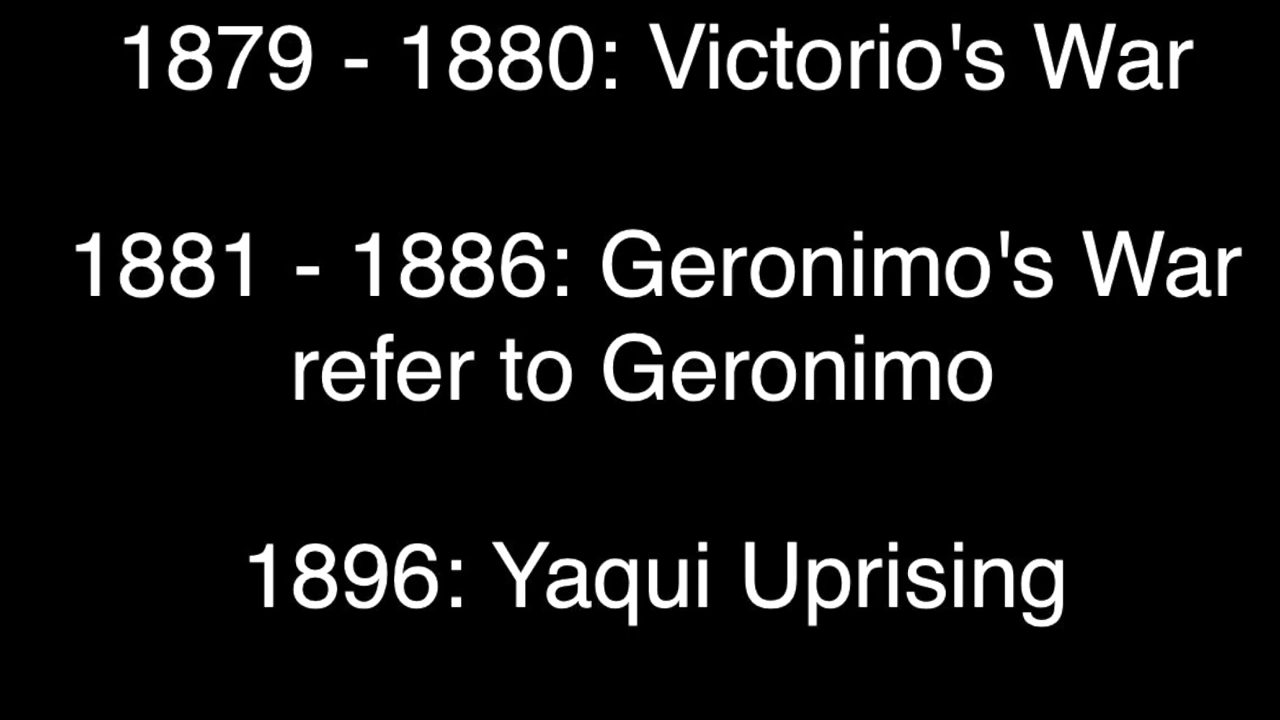 1879 - 1880: Victorio's War
1881 - 1886: Geronimo's War
refer to Geronimo
1896: Yaqui Uprising